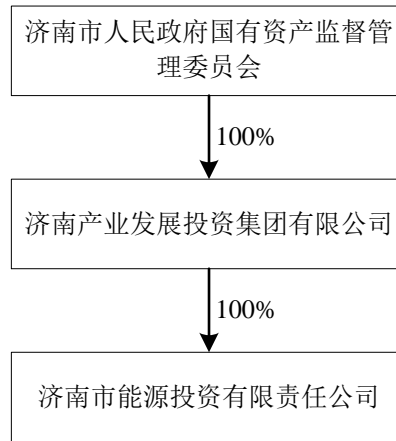 济南市人民政府国有资产监督管
理委员会
100%
济南产业发展投资集团有限公司
100%
济南市能源投资有限责任公司